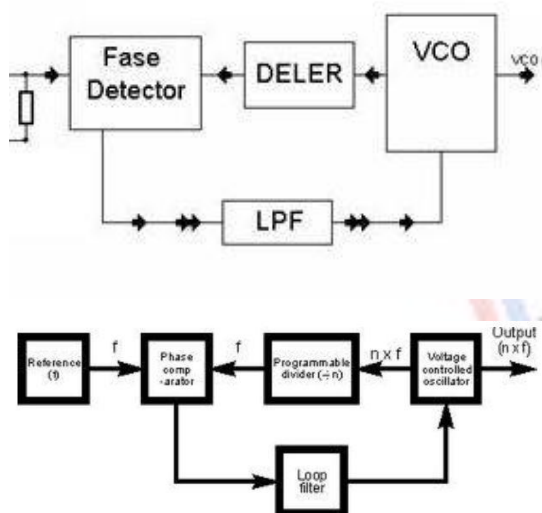 Fase
Detector
DELER
VCO
VCO
LPF
Output
(n x f)
Reference
(f)
f
Phase
comp
-arator
f
Programmable
divider (÷ n)
n x f
Voltage
controlled
oscillator
Loop
filter